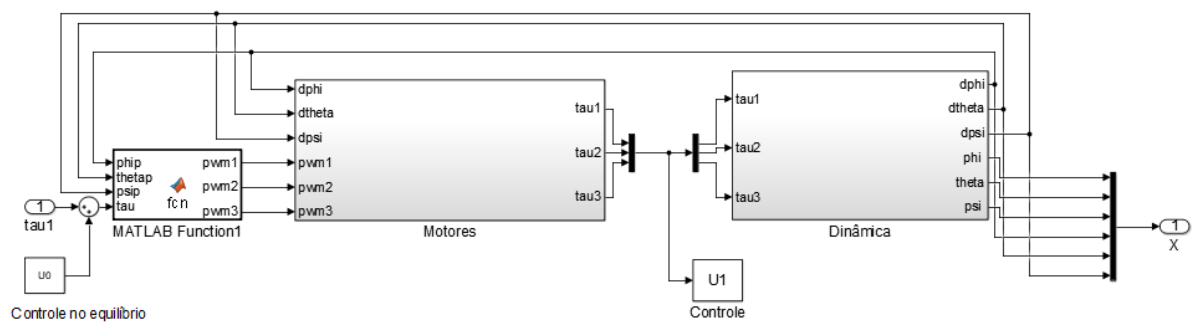 phip
thetap
psip
tau
pwm1
pwm2
pwm3
fcn
MATLAB Function1
1
tau1
U0
Controle no equilíbrio
dphi
dtheta
dpsi
pwm1
pwm2
pwm3
tau1
tau2
tau3
Motores
U1
Controle
tau1
tau2
tau3
dphi
dtheta
dpsi
phi
theta
psi
Dinâmica
1
X